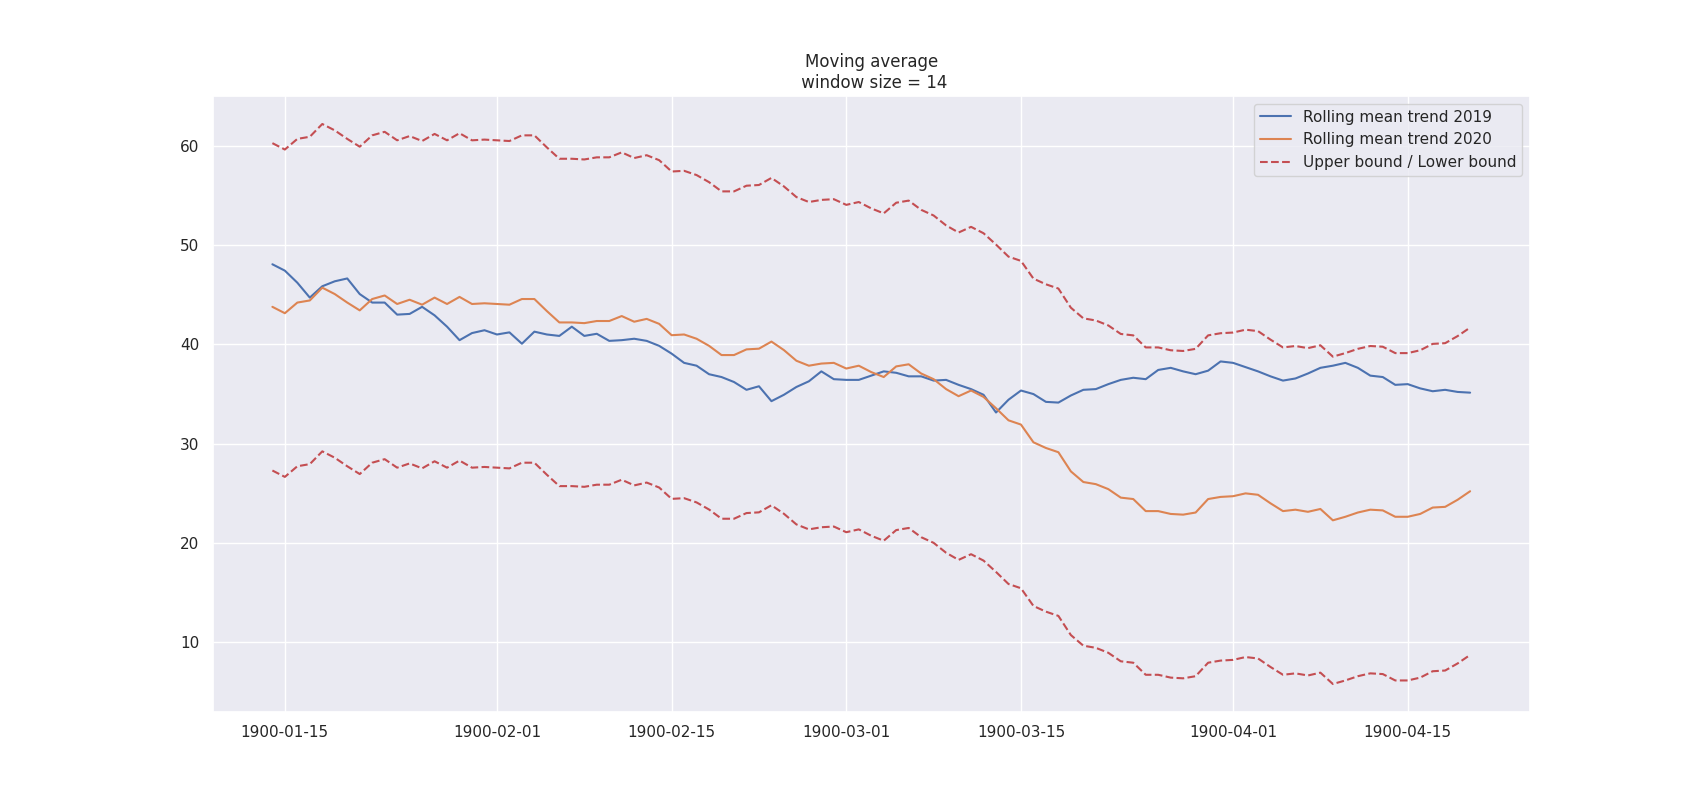 Moving average
window size = 14
Rolling mean trend 2019
Rolling mean trend 2020
Upper bound / Lower bound
60
50
40
30
20
10
1900-01-15
1900-02-01
1900-02-15
1900-03-01
1900-03-15
1900-04-01
1900-04-15